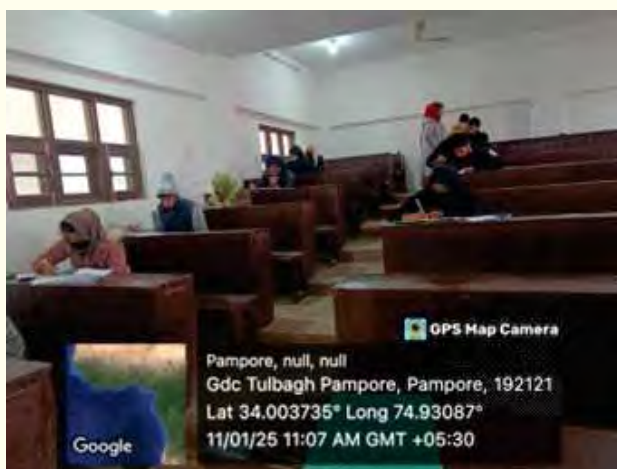 GPS Map Camera
Pampore, null, null
Gdc Tulbagh Pampore, Pampore, 192121
Lat 34.003735° Long 74.93087°
11/01/25 11:07 AM GMT +05:30
Google